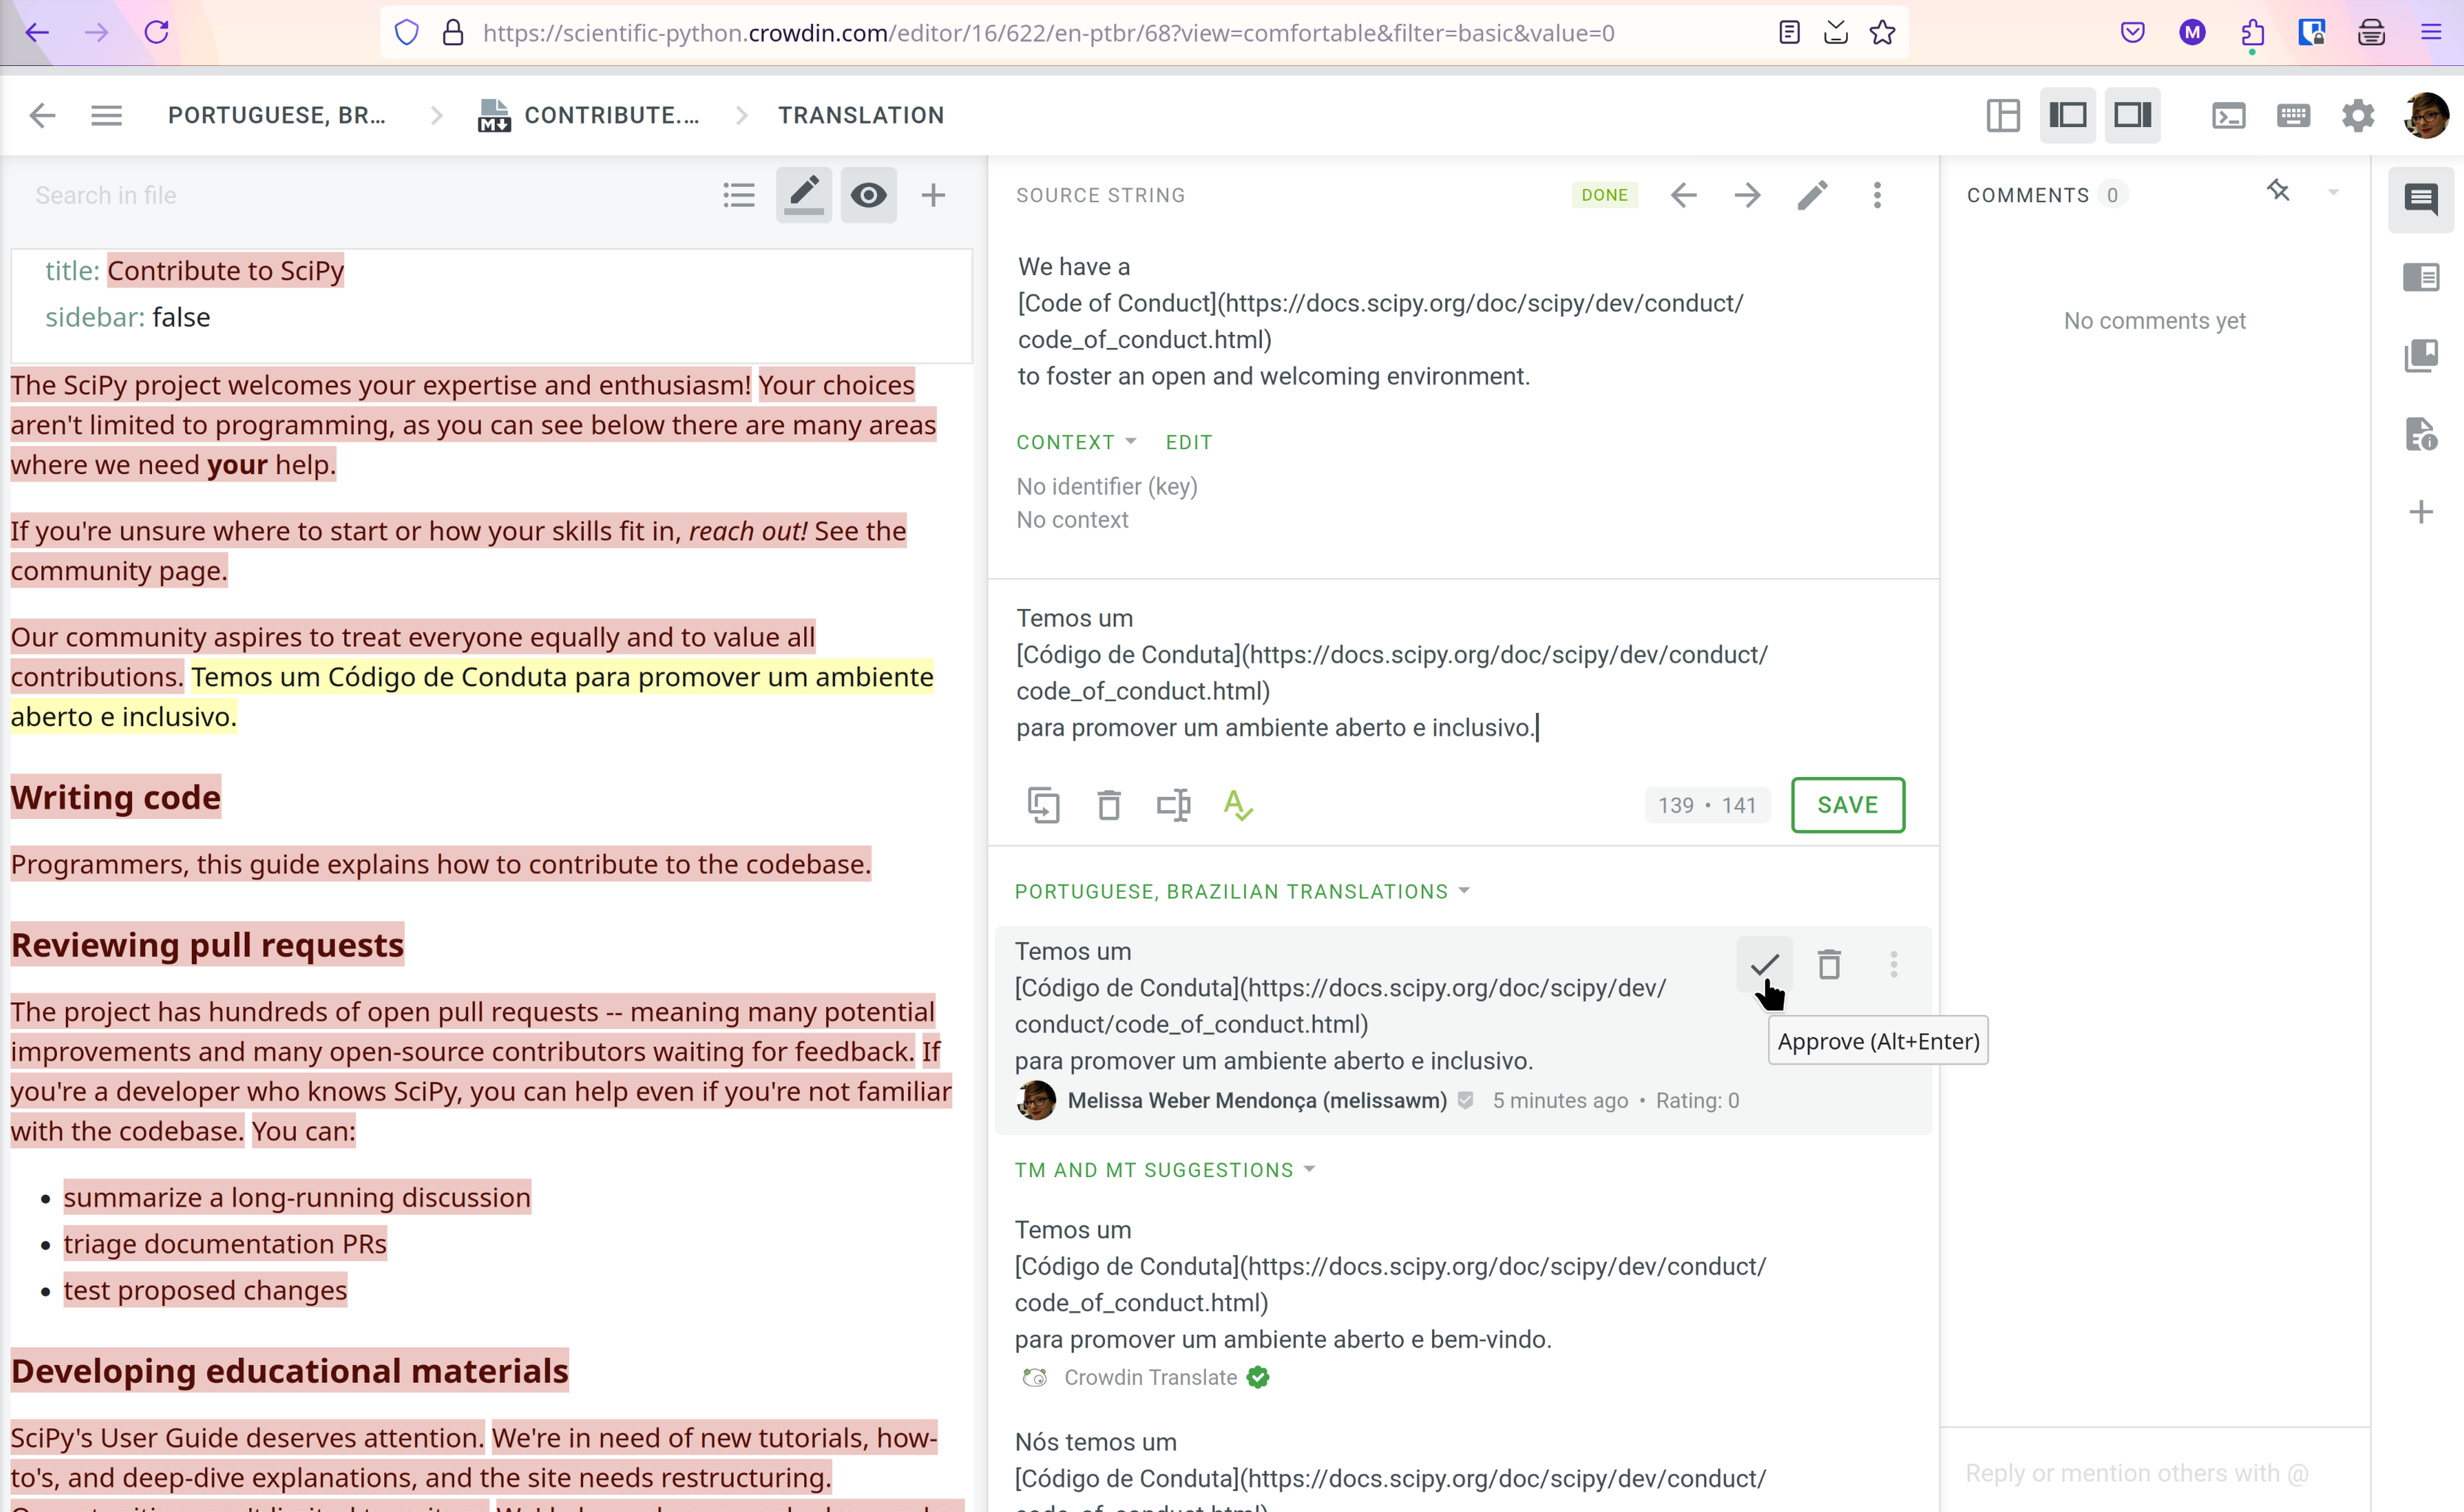 https://scientific-python.crowdin.com/editor/16/622/en-ptbr/68?view=comfortable&filter=basic&value=0
M
PORTUGUESE, BR...
CONTRIBUTE....
TRANSLATION
Search in file
title: Contribute to SciPy
sidebar: false
The SciPy project welcomes your expertise and enthusiasm! Your choices
aren't limited to programming, as you can see below there are many areas
where we need your help.
If you're unsure where to start or how your skills fit in, reach out! See the
community page.
Our community aspires to treat everyone equally and to value all
contributions. Temos um Código de Conduta para promover um ambiente
aberto e inclusivo.
Writing code
Programmers, this guide explains how to contribute to the codebase.
Reviewing pull requests
The project has hundreds of open pull requests -- meaning many potential
improvements and many open-source contributors waiting for feedback. If
you're a developer who knows SciPy, you can help even if you're not familiar
with the codebase. You can:
summarize a long-running discussion
triage documentation PRs
test proposed changes
Developing educational materials
SciPy's User Guide deserves attention. We're in need of new tutorials, how-
to's, and deep-dive explanations, and the site needs restructuring.
SOURCE STRING
DONE
We have a
[Code of Conduct](https://docs.scipy.org/doc/scipy/dev/conduct/
code_of_conduct.html)
to foster an open and welcoming environment.
CONTEXT EDIT
No identifier (key)
No context
Temos um
[Código de Conduta](https://docs.scipy.org/doc/scipy/dev/conduct/
code_of_conduct.html)
para promover um ambiente aberto e inclusivo.
139 • 141
SAVE
PORTUGUESE, BRAZILIAN TRANSLATIONS
Temos um
[Código de Conduta](https://docs.scipy.org/doc/scipy/dev/
conduct/code_of_conduct.html)
para promover um ambiente aberto e inclusivo.
Approve (Alt+Enter)
Melissa Weber Mendonça (melissawm) 5 minutes ago • Rating: 0
TM AND MT SUGGESTIONS
Temos um
[Código de Conduta](https://docs.scipy.org/doc/scipy/dev/conduct/
code_of_conduct.html)
para promover um ambiente aberto e bem-vindo.
Crowdin Translate
Nós temos um
[Código de Conduta](https://docs.scipy.org/doc/scipy/dev/conduct/
code_of_conduct.html)
COMMENTS 0
No comments yet
Reply or mention others with @